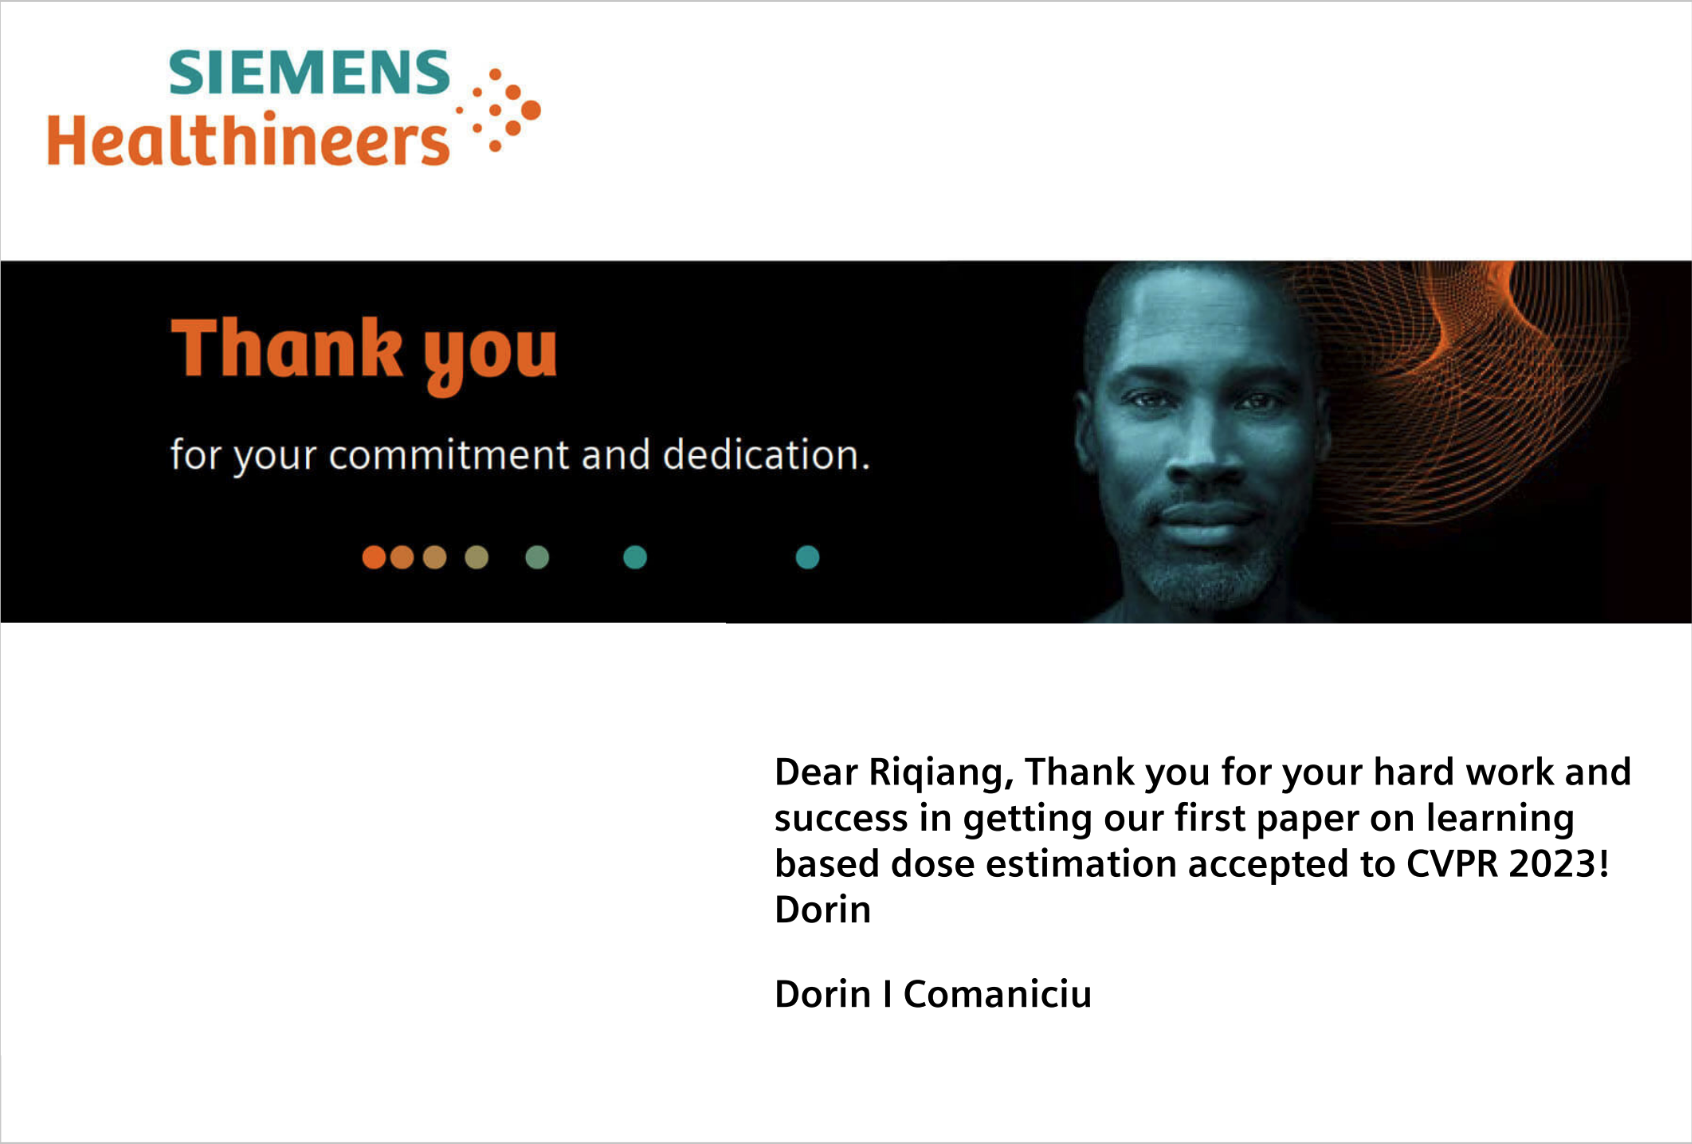 SIEMENS
Healthineers
Thank you
for your commitment and dedication.
Dear Riqiang, Thank you for your hard work and
success in getting our first paper on learning
based dose estimation accepted to CVPR 2023!
Dorin
Dorin I Comaniciu